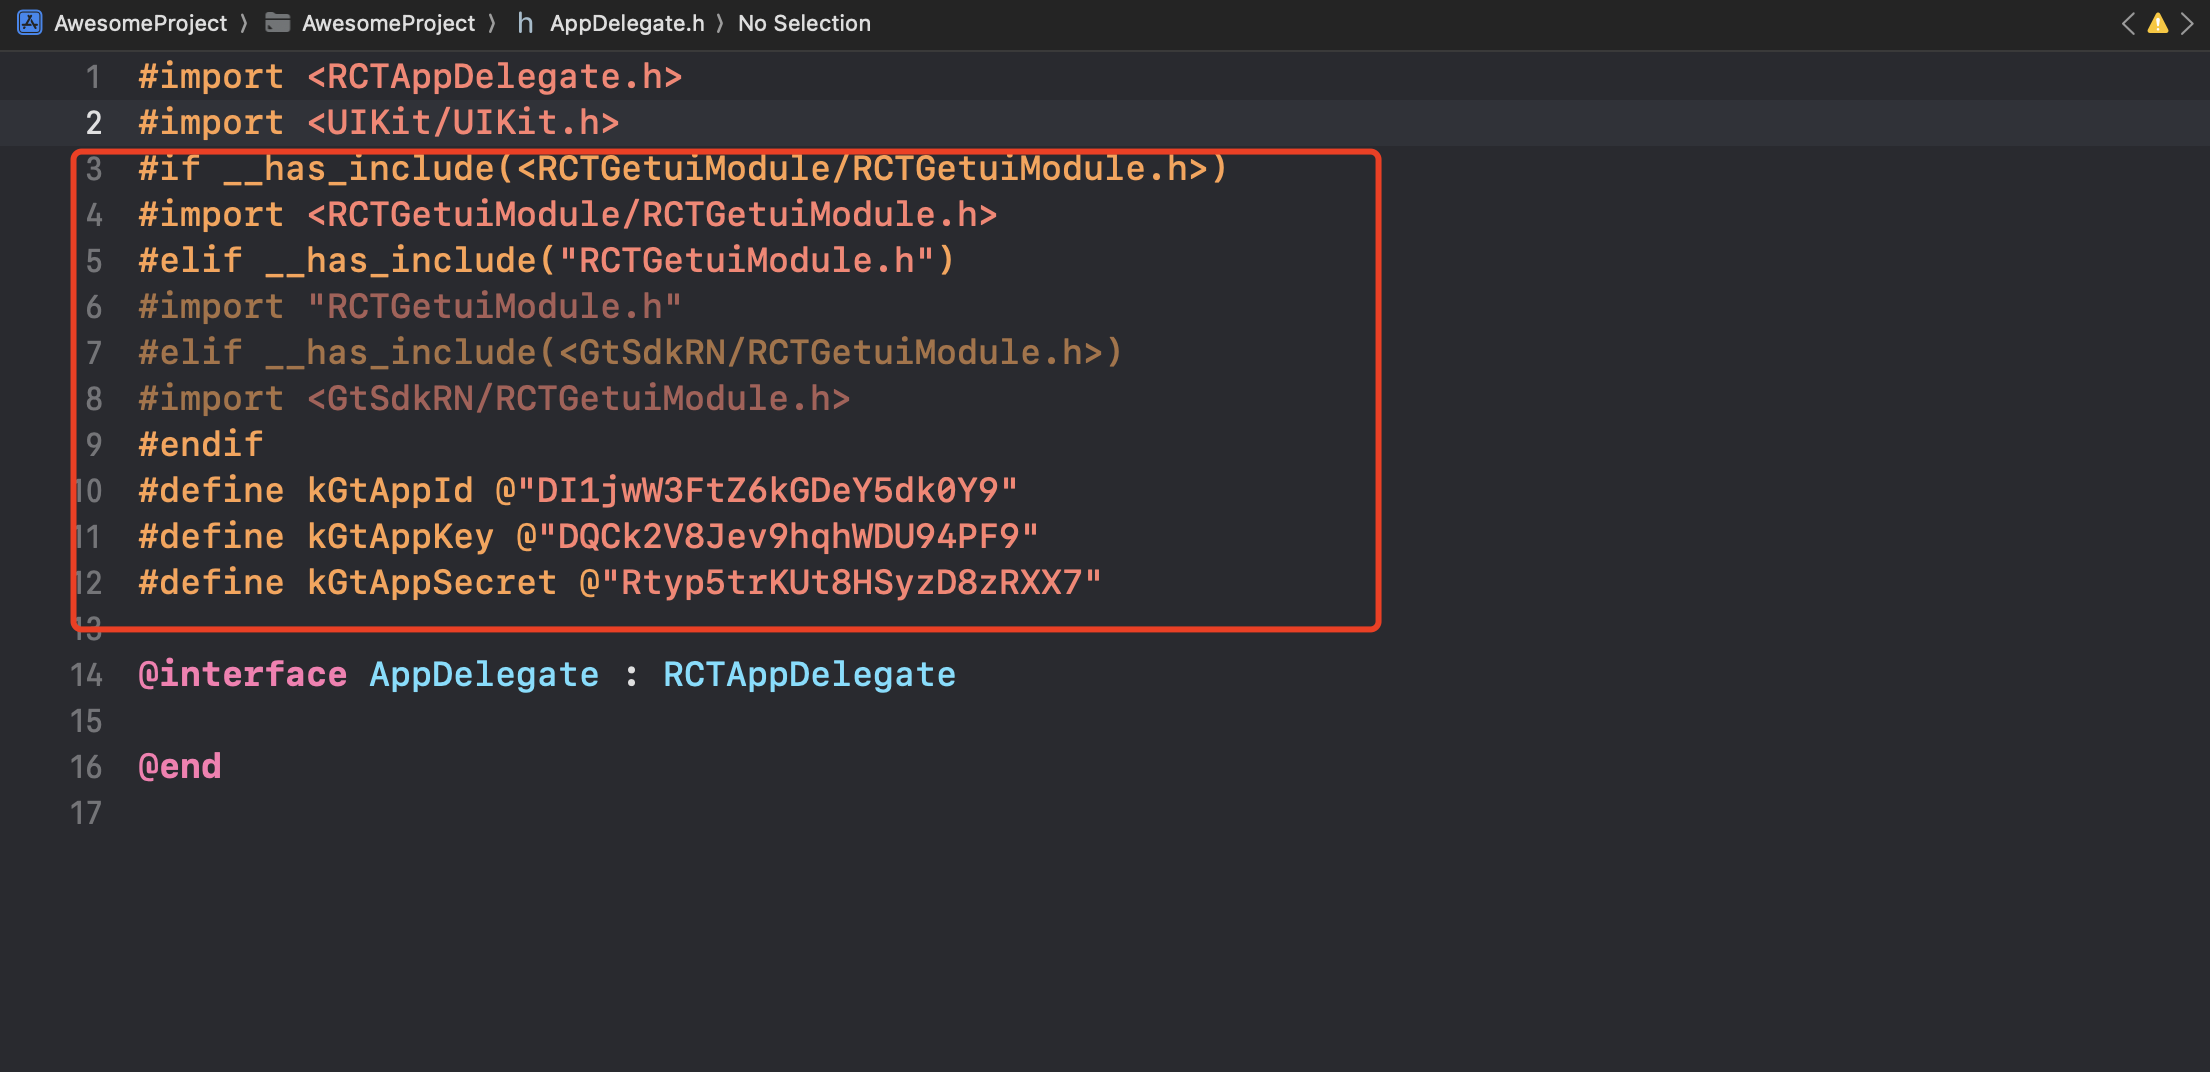 AwesomeProject 〉 AwesomeProject 〉 h AppDelegate.h 〉 No Selection
1 #import <RCTAppDelegate.h>
2 #import <UIKit/UIKit.h>
3 #if __has_include(<RCTGetuiModule/RCTGetuiModule.h>)
4 #import <RCTGetuiModule/RCTGetuiModule.h>
5 #elif __has_include("RCTGetuiModule.h")
6 #import "RCTGetuiModule.h"
7 #elif __has_include(<GtSdkRN/RCTGetuiModule.h>)
8 #import <GtSdkRN/RCTGetuiModule.h>
9 #endif
10 #define kGtAppId @"DI1jwW3FtZ6kGDeY5dk0Y9"
11 #define kGtAppKey @"DQCk2V8Jev9hqhWDU94PF9"
12 #define kGtAppSecret @"Rtyp5trKUt8HSyzD8zRXX7"
13
14 @interface AppDelegate : RCTAppDelegate
15
16 @end
17